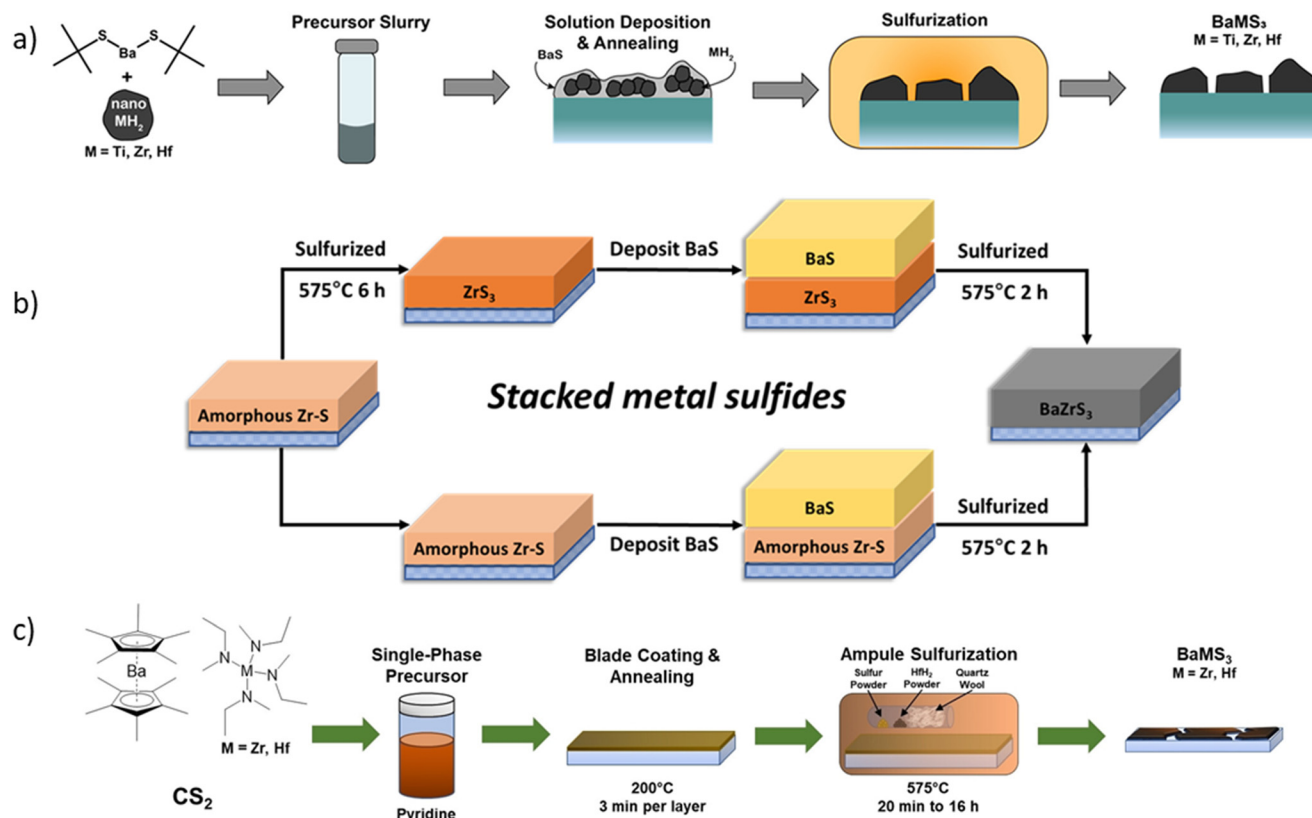 a)
S
S
Ba
+
nano
MH₂
M = Ti, Zr, Hf
Precursor Slurry
Solution Deposition
& Annealing
BaS
MH₂
Sulfurization
BaMS₃
M = Ti, Zr, Hf
b)
Sulfurized
575°C 6 h
ZrS₃
Deposit BaS
BaS
ZrS₃
Sulfurized
575°C 2 h
Amorphous Zr-S
Stacked metal sulfides
BaZrS₃
Amorphous Zr-S
Deposit BaS
BaS
Amorphous Zr-S
Sulfurized
575°C 2 h
c)
Ba
N
N
M
N
N
M = Zr, Hf
CS₂
Single-Phase
Precursor
Pyridine
Blade Coating &
Annealing
200°C
3 min per layer
Ampule Sulfurization
Sulfur
Powder
HfH₂
Powder
Quartz
Wool
575°C
20 min to 16 h
BaMS₃
M = Zr, Hf